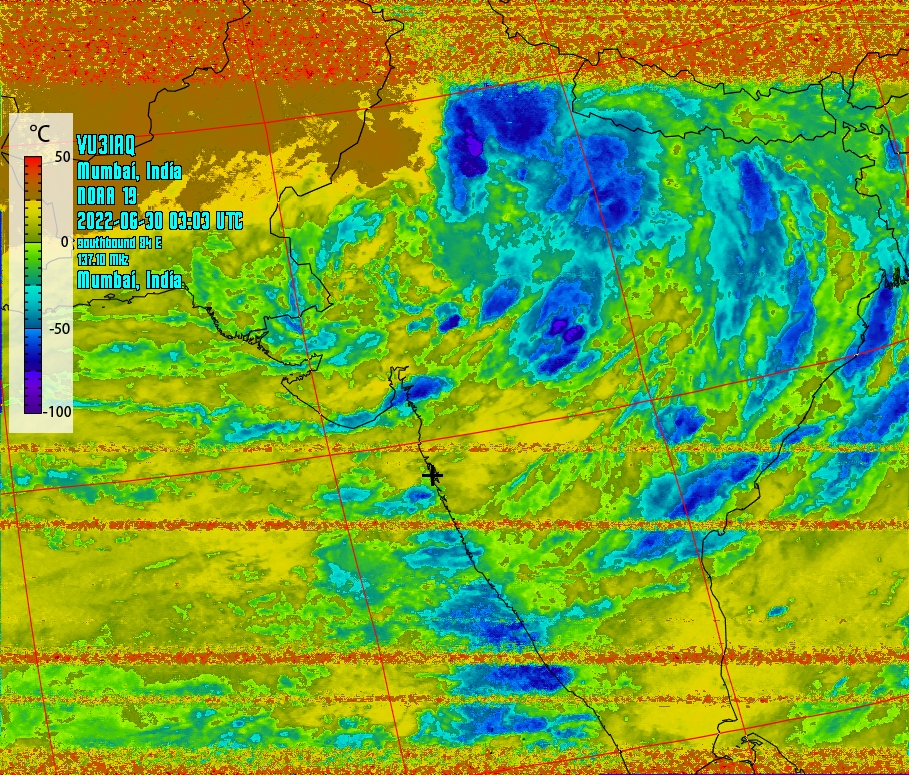 °C
50
0
-50
-100
VU3IAQ
Mumbai, India
NOAA 19
2022-06-30 03:03 UTC
southbound 84 E
137.10 MHz
Mumbai, India